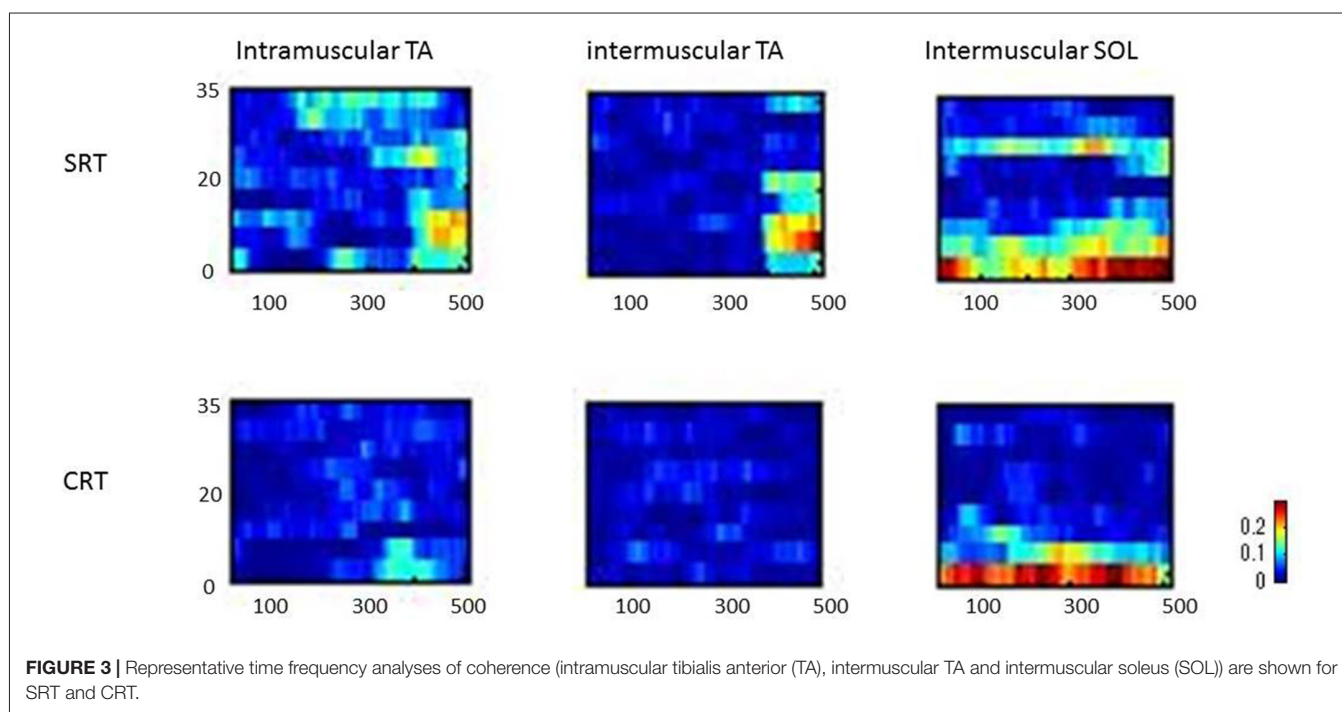 Intramuscular TA intermuscular TA Intermuscular SOL
SRT
35
20
0
100 300 500 100 300 500 100 300 500
CRT
35
20
0
100 300 500 100 300 500 100 300 500
0.2
0.1
0
FIGURE 3 | Representative time frequency analyses of coherence (intramuscular tibialis anterior (TA), intermuscular TA and intermuscular soleus (SOL)) are shown for
SRT and CRT.